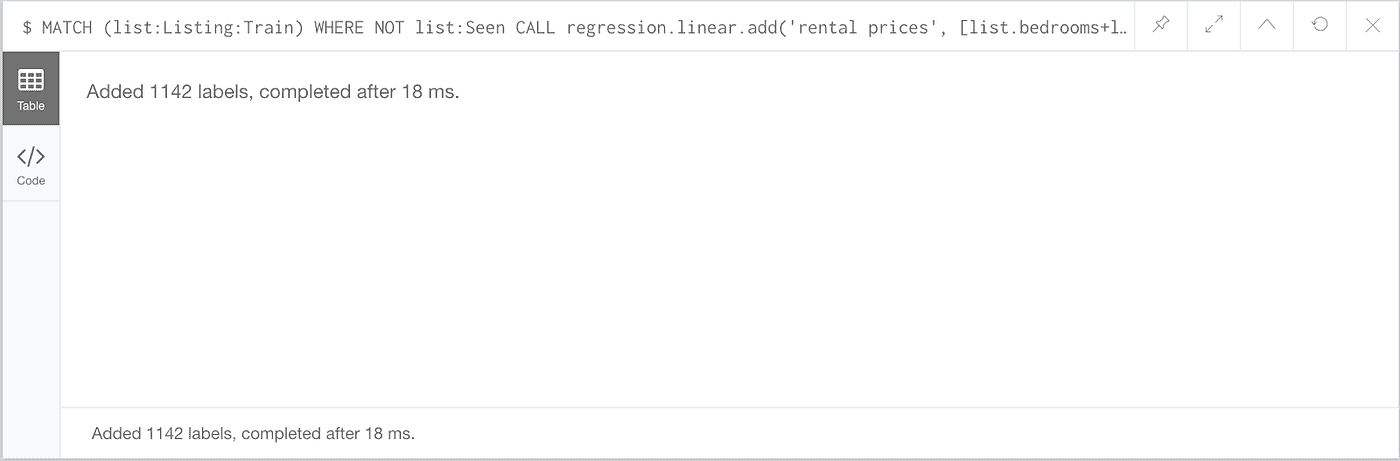 $ MATCH (list:Listing:Train) WHERE NOT list:Seen CALL regression.linear.add('rental prices', [list.bedrooms+l…
Table
Added 1142 labels, completed after 18 ms.
</> Code
Added 1142 labels, completed after 18 ms.